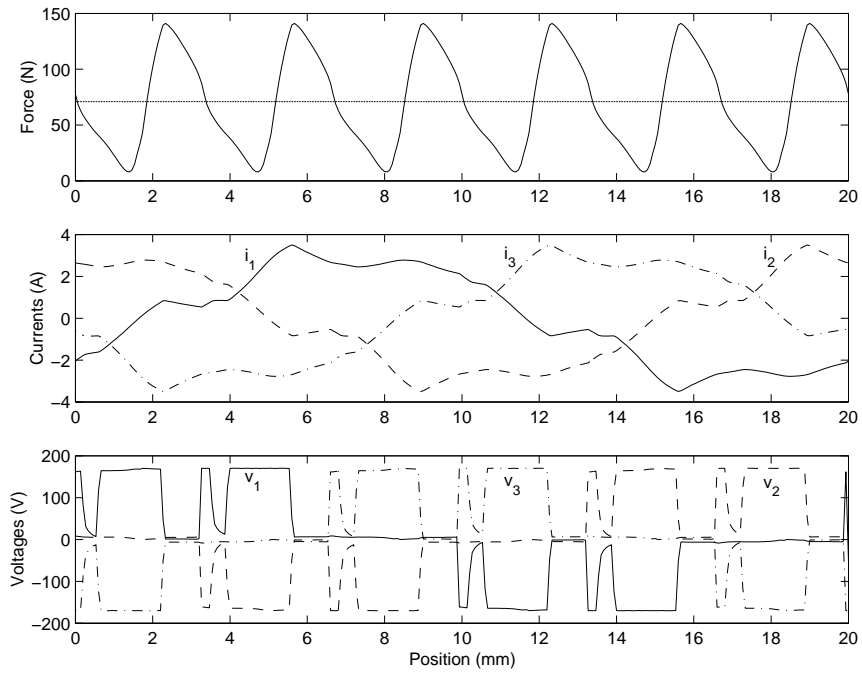 150
100
50
0
Force (N)
0 2 4 6 8 10 12 14 16 18 20
4
2
0
−2
−4
Currents (A)
i1 i3 i2
0 2 4 6 8 10 12 14 16 18 20
200
100
0
−100
−200
Voltages (V)
v1 v3 v2
0 2 4 6 8 10 12 14 16 18 20
Position (mm)